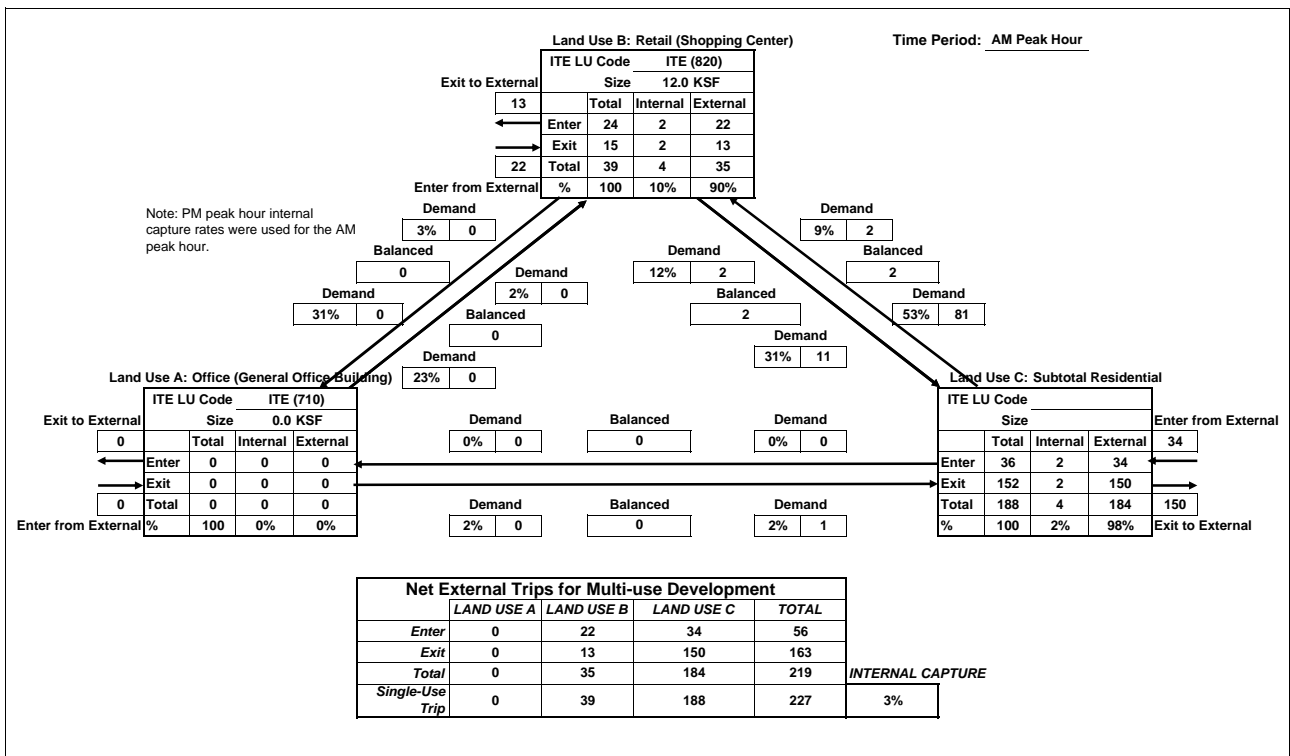 Land Use B: Retail (Shopping Center)
Time Period: AM Peak Hour
ITE LU Code ITE (820)
Exit to External Size 12.0 KSF
13 Total Internal External
Enter 24 2 22
Exit 15 2 13
22 Total 39 4 35
Enter from External % 100 10% 90%
Note: PM peak hour internal
capture rates were used for the AM
peak hour.
Demand
3% 0
Balanced
0
Demand
31% 0
Demand
2% 0
Balanced
0
Demand
23% 0
Demand
12% 2
Balanced
2
Demand
31% 11
Demand
9% 2
Balanced
2
Demand
53% 81
Land Use A: Office (General Office Building)
ITE LU Code ITE (710)
Exit to External Size 0.0 KSF
0 Total Internal External
Enter 0 0 0
Exit 0 0 0
0 Total 0 0 0
Enter from External % 100 0% 0%
Demand Balanced Demand
0% 0 0 0% 0
Demand Balanced Demand
2% 0 0 2% 1
Land Use C: Subtotal Residential
ITE LU Code
Size Enter from External
Total Internal External 34
Enter 36 2 34
Exit 152 2 150
Total 188 4 184 150
% 100 2% 98% Exit to External
Net External Trips for Multi-use Development
LAND USE A LAND USE B LAND USE C TOTAL
Enter 0 22 34 56
Exit 0 13 150 163
Total 0 35 184 219 INTERNAL CAPTURE
Single-Use
Trip 0 39 188 227 3%